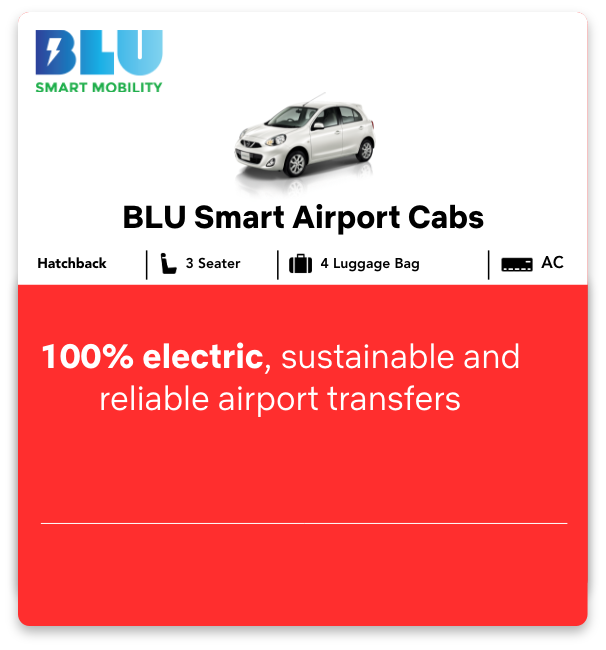 BLU
SMART MOBILITY
BLU Smart Airport Cabs
Hatchback 3 Seater 4 Luggage Bag AC
100% electric, sustainable and
reliable airport transfers